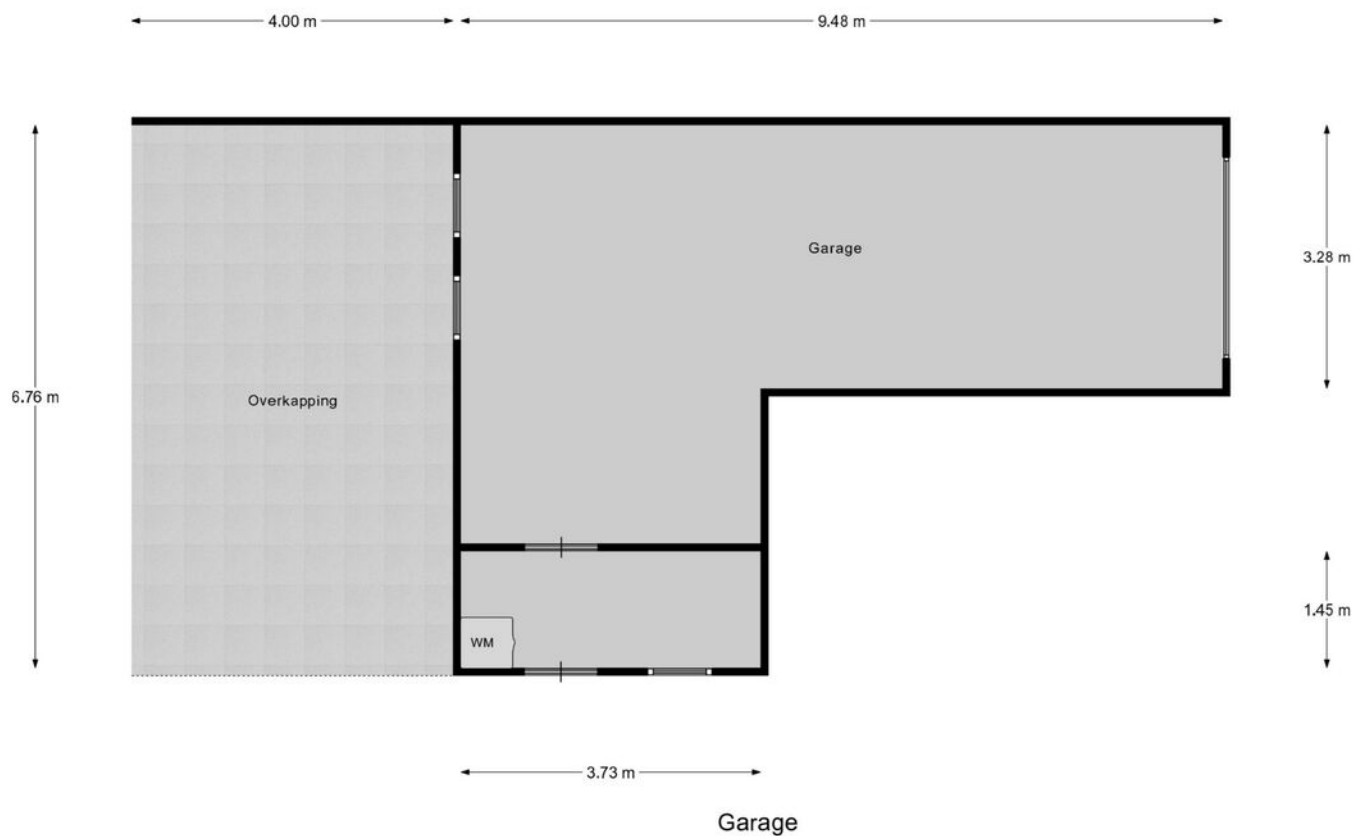 4.00 m
9.48 m
Garage
3.28 m
6.76 m
Overkapping
1.45 m
WM
3.73 m
Garage